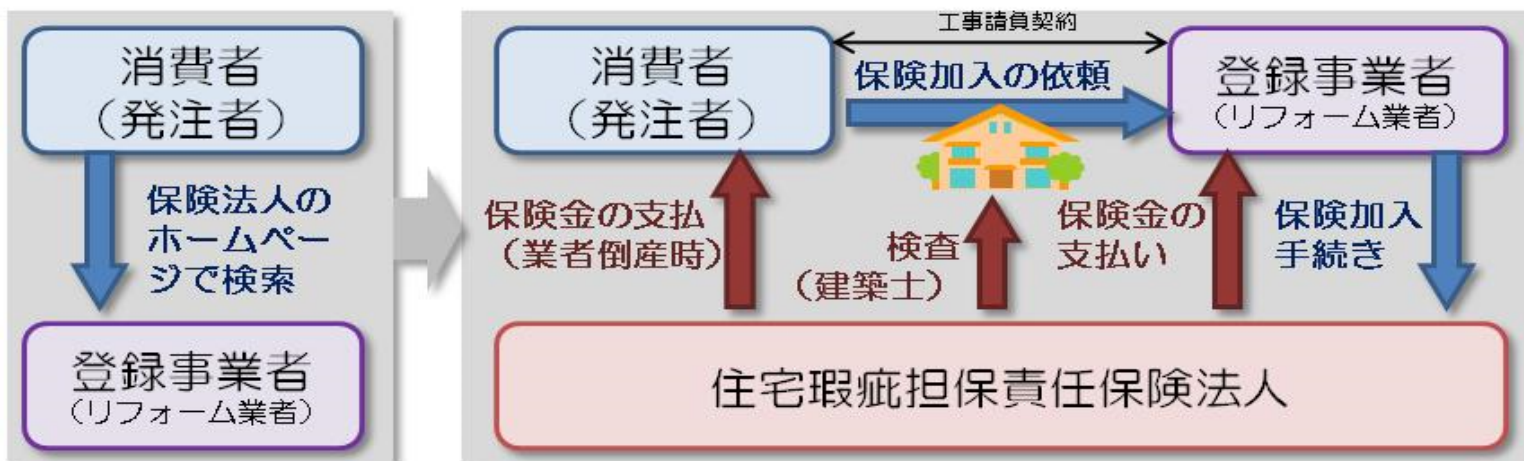 消費者
（発注者）
保険法人の
ホームペー
ジで検索
登録事業者
（リフォーム業者）
消費者
（発注者）
工事請負契約
保険加入の依頼
登録事業者
（リフォーム業者）
保険金の支払
（業者倒産時）
検査
（建築士）
保険金の
支払い
保険加入
手続き
住宅瑕疵担保責任保険法人